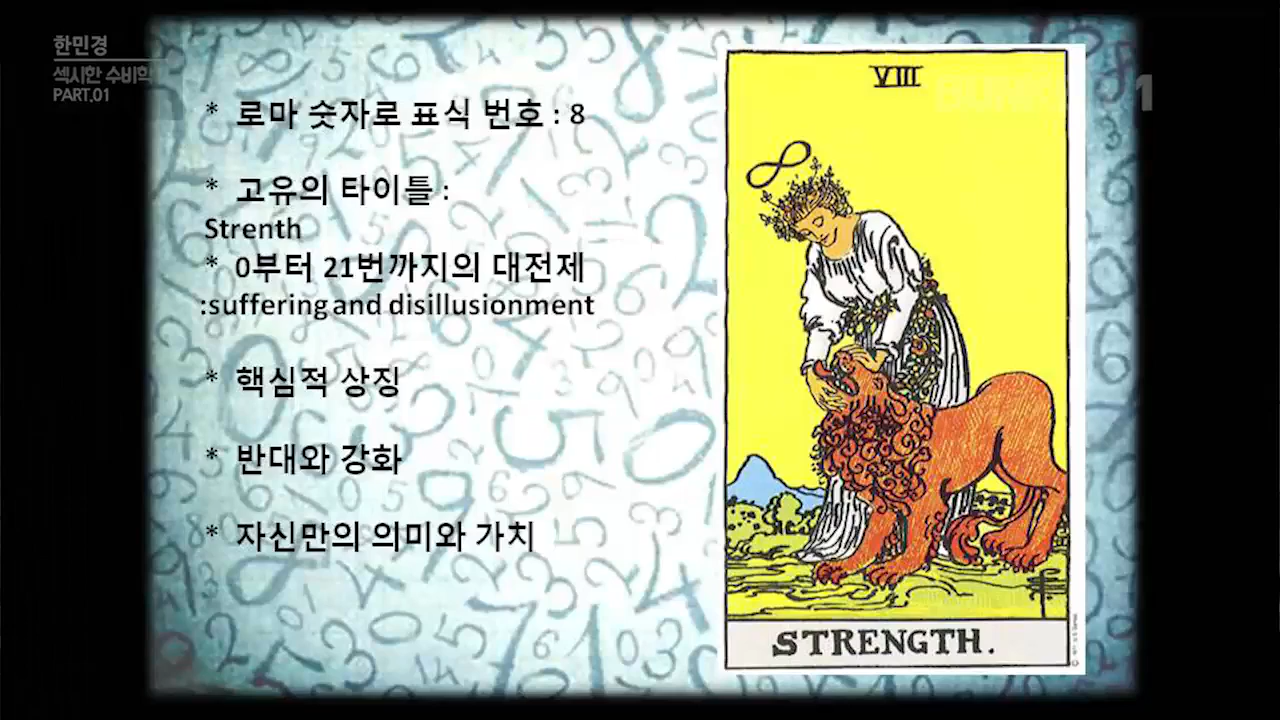 한민경
섹시한 수비학
PART.01
* 로마 숫자로 표식 번호 : 8
* 고유의 타이틀 :
Strenth
* 0부터 21번까지의 대전제
:suffering and disillusionment
* 핵심적 상징
* 반대와 강화
* 자신만의 의미와 가치
VIII
STRENGTH.